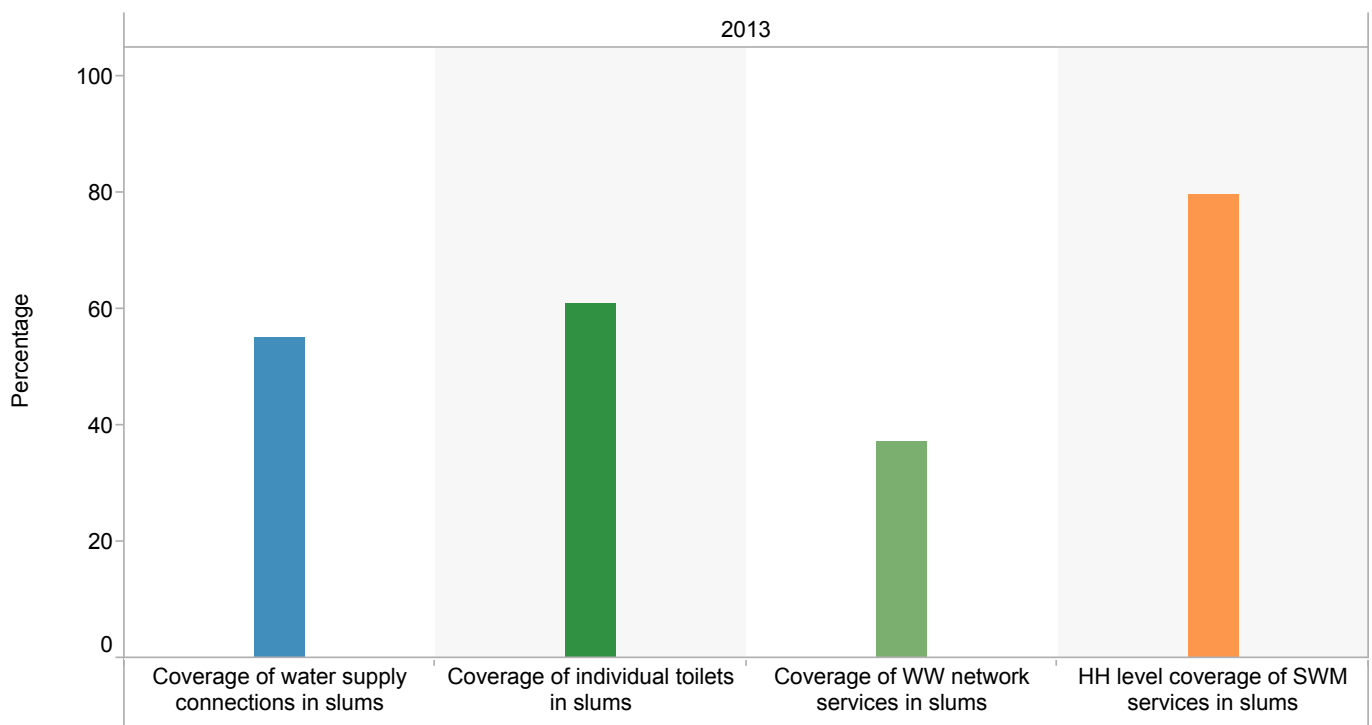 2013
100
80
60
40
20
0
Percentage
Coverage of water supply
connections in slums
Coverage of individual toilets
in slums
Coverage of WW network
services in slums
HH level coverage of SWM
services in slums